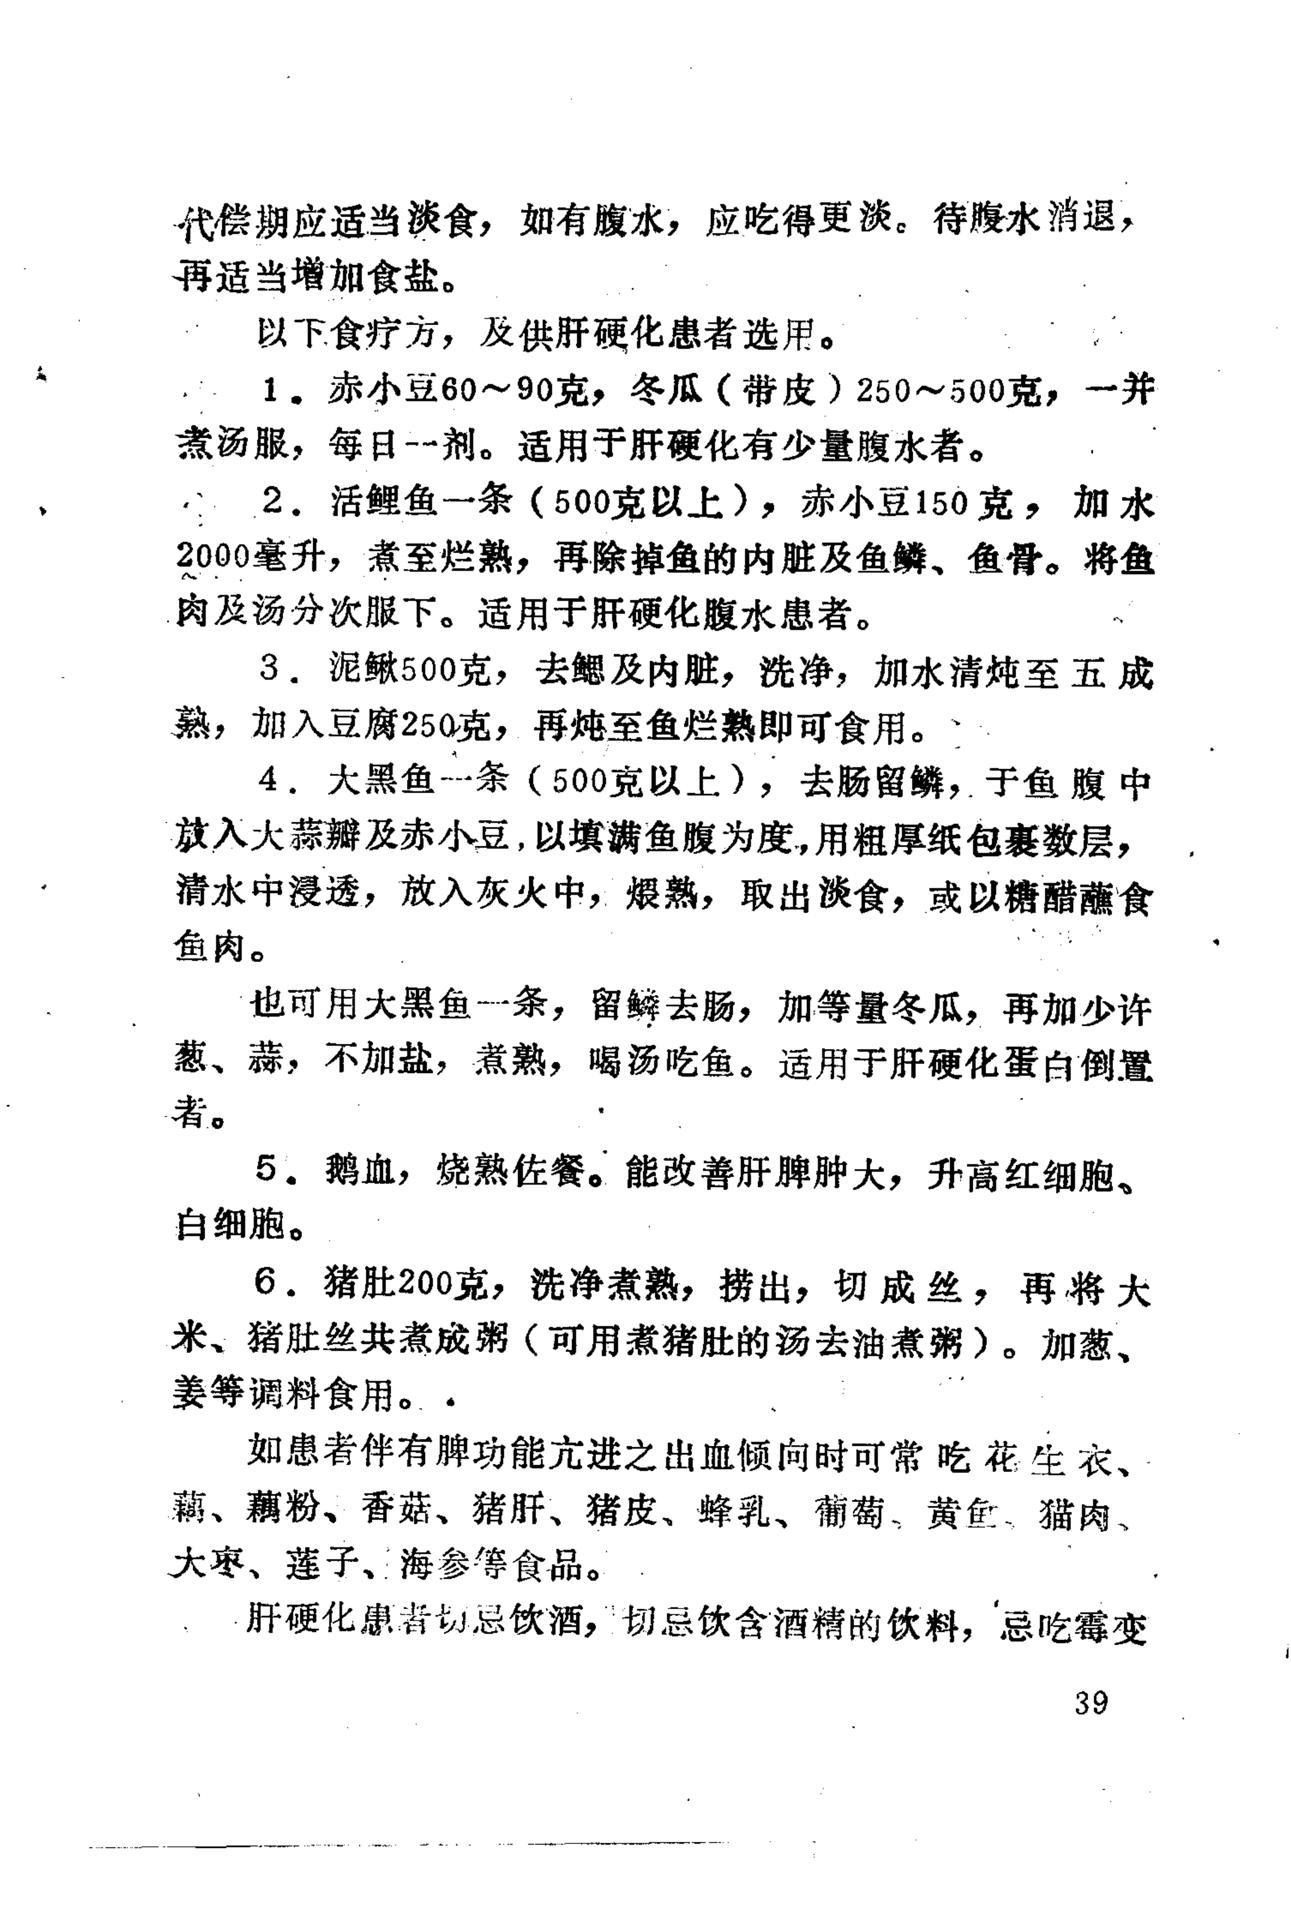 代偿期应适当淡食，如有腹水，应吃得更淡。待腹水消退，
再适当增加食盐。
以下食疗方，及供肝硬化患者选用。
1．赤小豆60～90克，冬瓜（带皮）250～500克，一并
煮汤服，每日一剂。适用于肝硬化有少量腹水者。
2．活鲤鱼一条（500克以上），赤小豆150克，加水
2000毫升，煮至烂熟，再除掉鱼的内脏及鱼鳞、鱼骨。将鱼
肉及汤分次服下。适用于肝硬化腹水患者。
3．泥鳅500克，去鳃及内脏，洗净，加水清炖至五成
熟，加入豆腐250克，再炖至鱼烂熟即可食用。
4．大黑鱼一条（500克以上），去肠留鳞，于鱼腹中
放入大蒜瓣及赤小豆，以填满鱼腹为度，用粗厚纸包裹数层，
清水中浸透，放入灰火中，煨熟，取出淡食，或以糖醋蘸食
鱼肉。
也可用大黑鱼一条，留鳞去肠，加等量冬瓜，再加少许
葱、蒜，不加盐，煮熟，喝汤吃鱼。适用于肝硬化蛋白倒置
者。
5．鹅血，烧熟佐餐。能改善肝脾肿大，升高红细胞、
白细胞。
6．猪肚200克，洗净煮熟，捞出，切成丝，再将大
米、猪肚丝共煮成粥（可用煮猪肚的汤去油煮粥）。加葱、
姜等调料食用。
如患者伴有脾功能亢进之出血倾向时可常吃花生衣、
藕、藕粉、香菇、猪肝、猪皮、蜂乳、葡萄、黄鱼、猫肉、
大枣、莲子、海参等食品。
肝硬化患者切忌饮酒，切忌饮含酒精的饮料，忌吃霉变
39